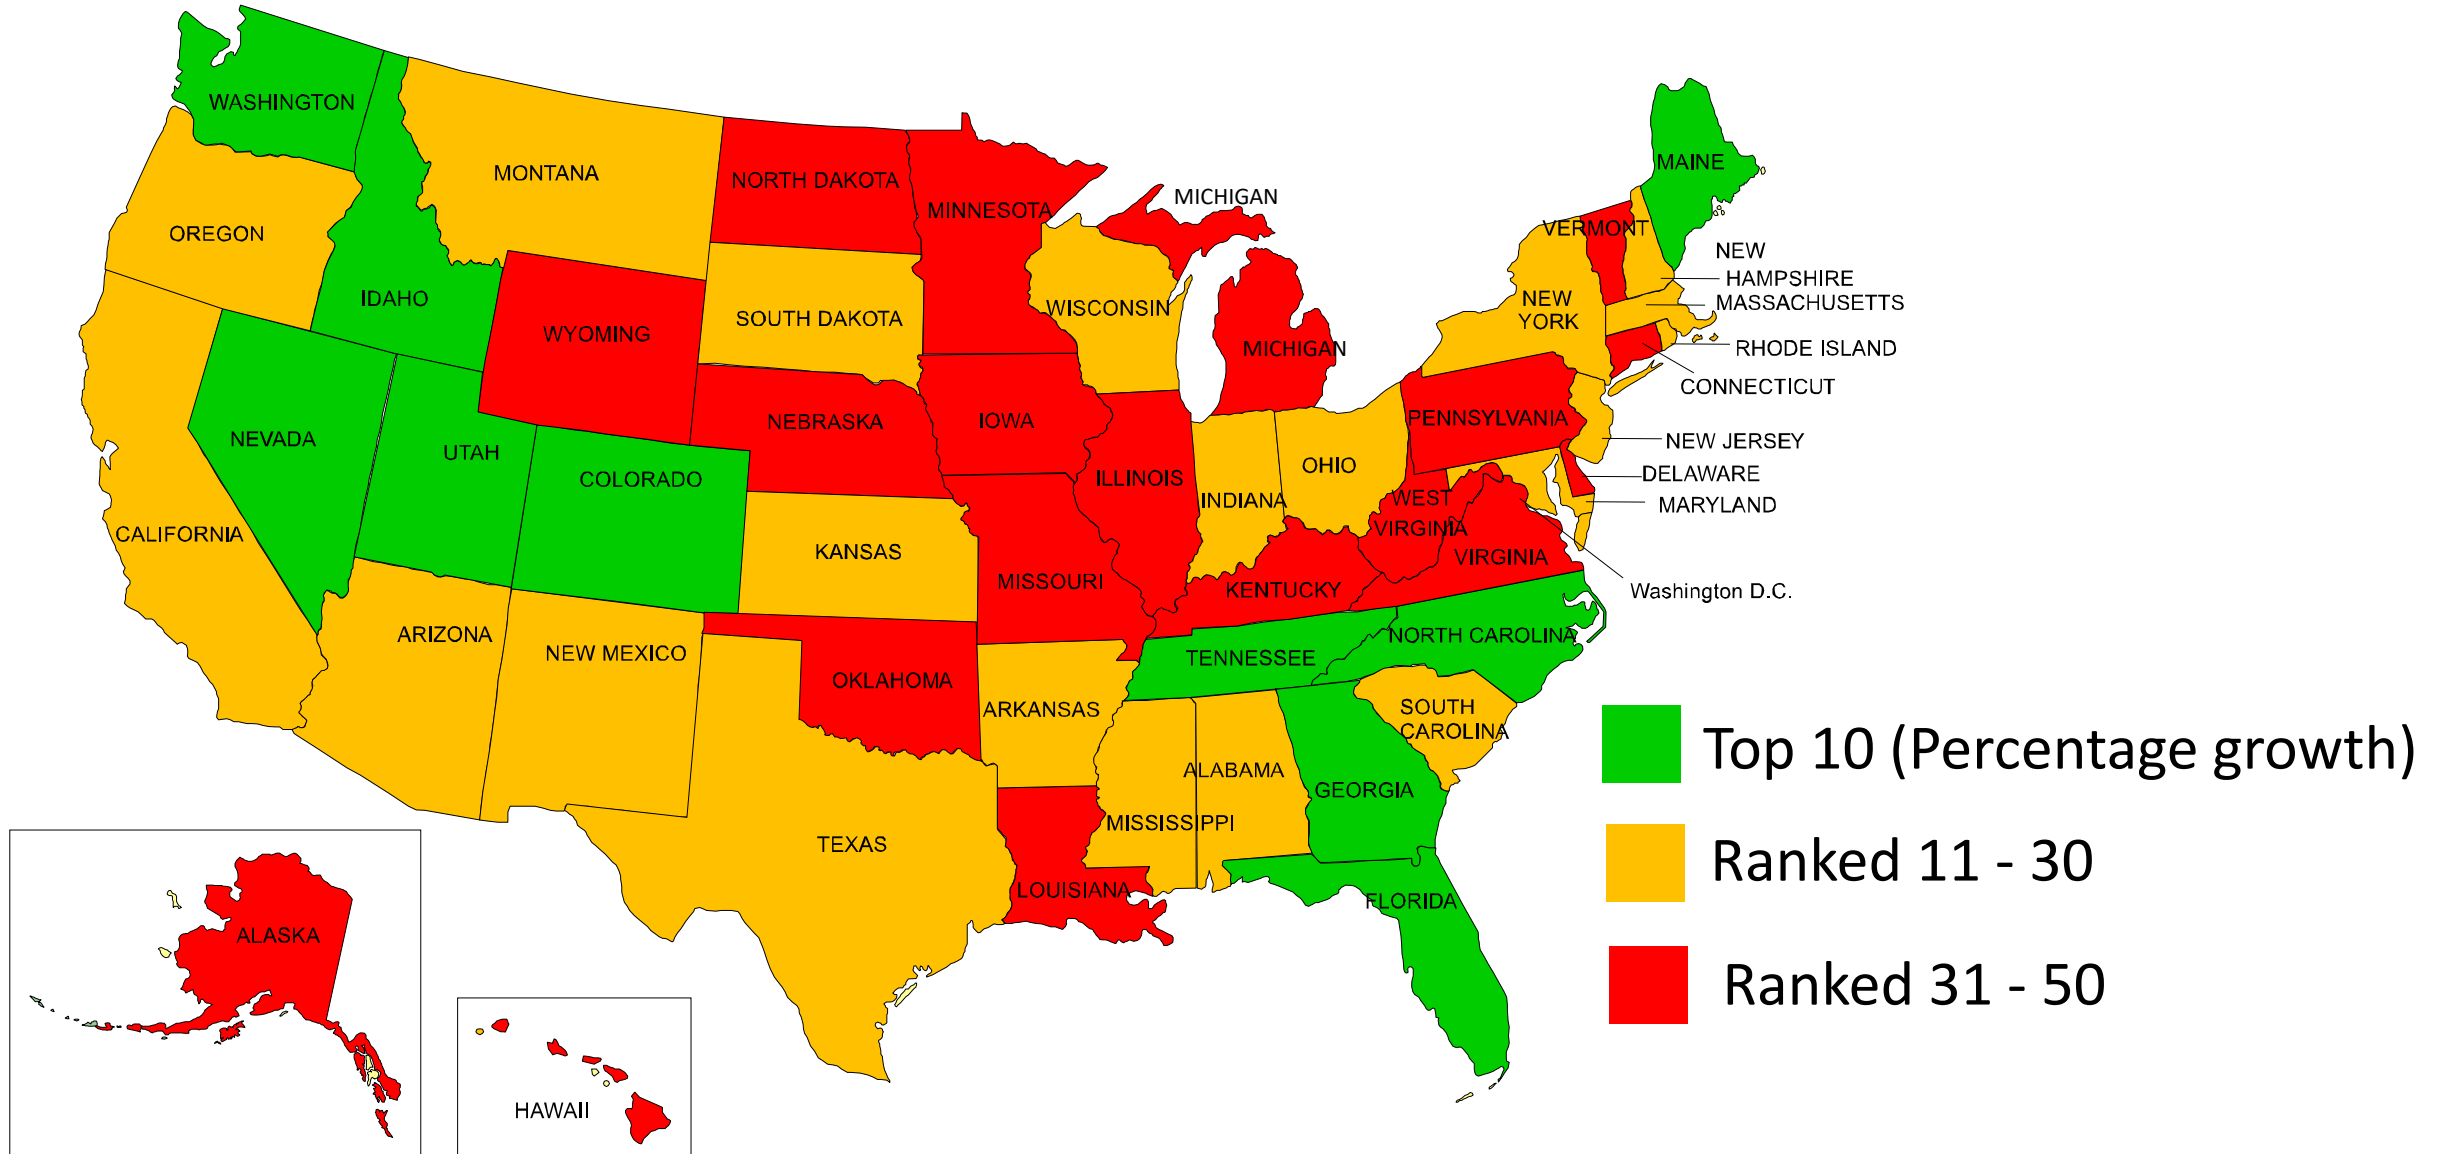 WASHINGTON
MONTANA
NORTH DAKOTA
MINNESOTA
MICHIGAN
MAINE
OREGON
VERMONT
NEW
HAMPSHIRE
IDAHO
WYOMING
SOUTH DAKOTA
WISCONSIN
MICHIGAN
NEW
YORK
MASSACHUSETTS
RHODE ISLAND
CONNECTICUT
NEVADA
UTAH
COLORADO
NEBRASKA
IOWA
ILLINOIS
INDIANA
OHIO
PENNSYLVANIA
NEW JERSEY
DELAWARE
MARYLAND
CALIFORNIA
KANSAS
MISSOURI
KENTUCKY
WEST
VIRGINIA
VIRGINIA
Washington D.C.
ARIZONA
NEW MEXICO
OKLAHOMA
ARKANSAS
TENNESSEE
NORTH CAROLINA
SOUTH
CAROLINA
TEXAS
LOUISIANA
MISSISSIPPI
ALABAMA
GEORGIA
FLORIDA
ALASKA
HAWAII
Top 10 (Percentage growth)
Ranked 11 - 30
Ranked 31 - 50